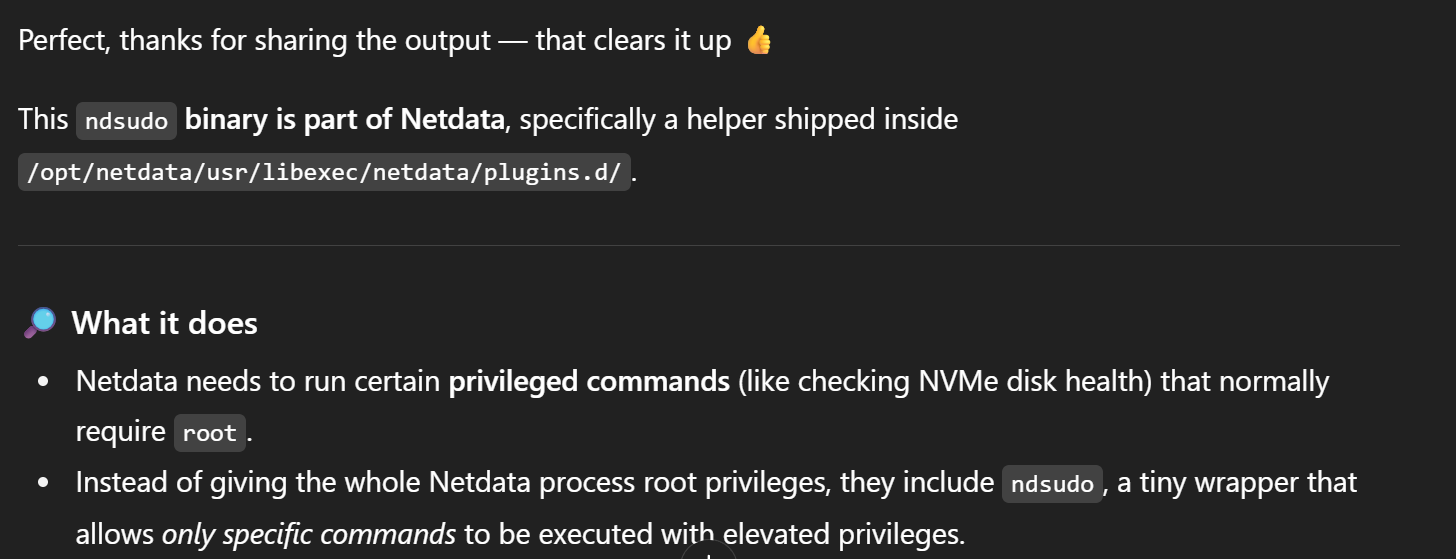 Perfect, thanks for sharing the output — that clears it up 👍
This ndsudo binary is part of Netdata, specifically a helper shipped inside
/opt/netdata/usr/libexec/netdata/plugins.d/.
🔎 What it does
• Netdata needs to run certain privileged commands (like checking NVMe disk health) that normally
require root.
• Instead of giving the whole Netdata process root privileges, they include ndsudo, a tiny wrapper that
allows only specific commands to be executed with elevated privileges.